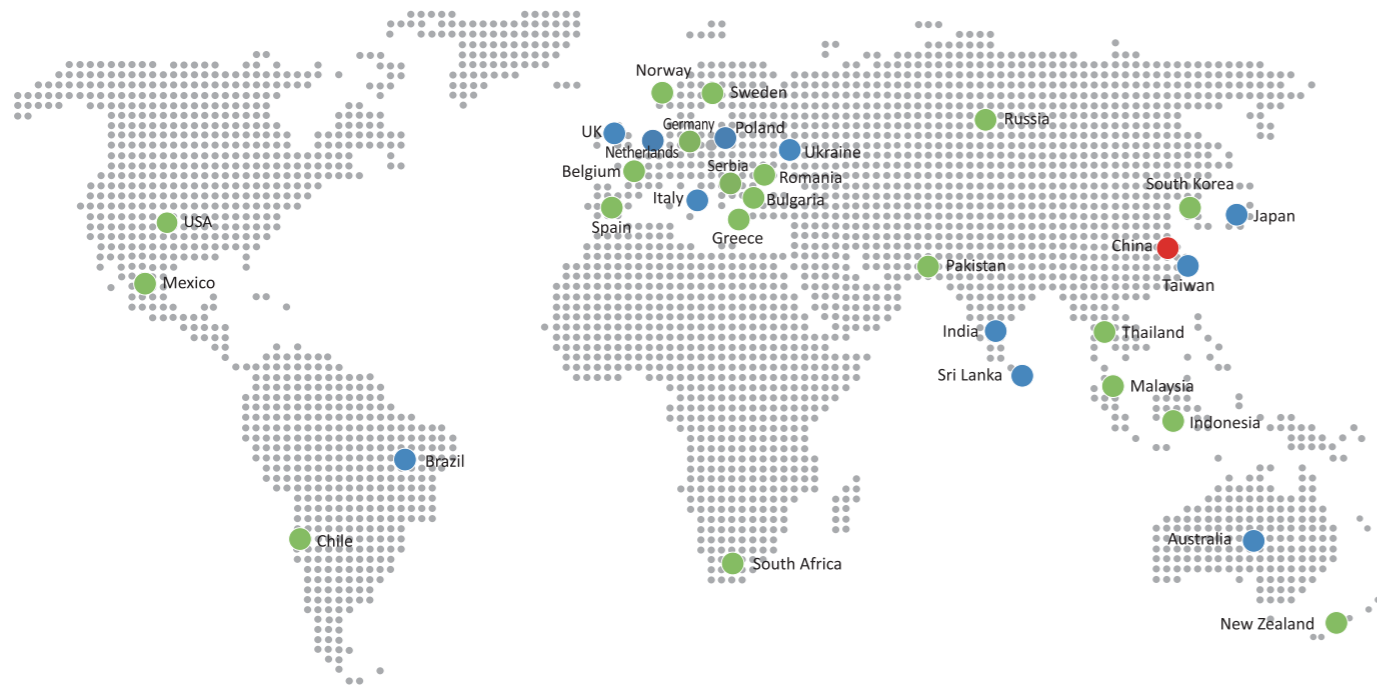 Norway
Sweden
Russia
UK
Germany
Poland
Netherlands
Ukraine
Belgium
Serbia
Romania
South Korea
Italy
Bulgaria
Spain
Greece
Japan
USA
China
Pakistan
Mexico
Taiwan
India
Thailand
Sri Lanka
Malaysia
Indonesia
Brazil
Chile
Australia
South Africa
New Zealand